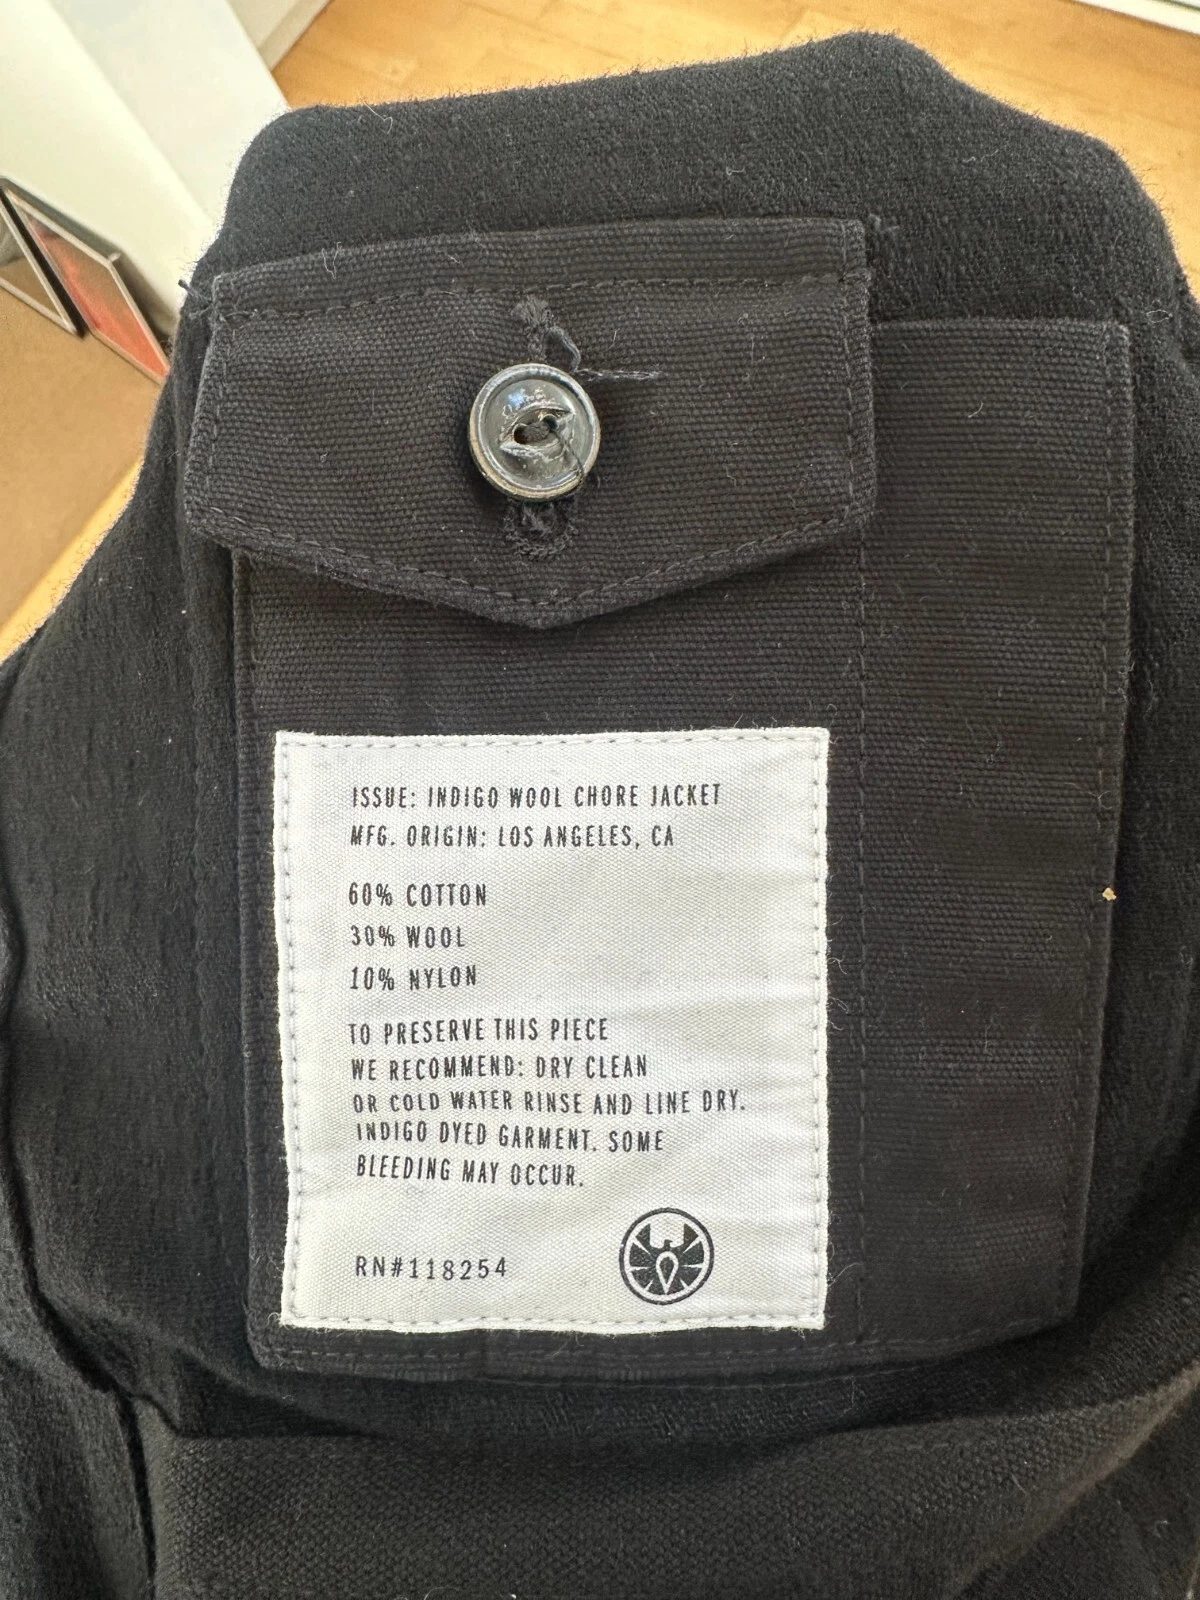 ISSUE: INDIGO WOOL CHORE JACKET
MFG. ORIGIN: LOS ANGELES, CA
60% COTTON
30% WOOL
10% NYLON
TO PRESERVE THIS PIECE
WE RECOMMEND: DRY CLEAN
OR COLD WATER RINSE AND LINE DRY.
INDIGO DYED GARMENT. SOME
BLEEDING MAY OCCUR.
RN#118254